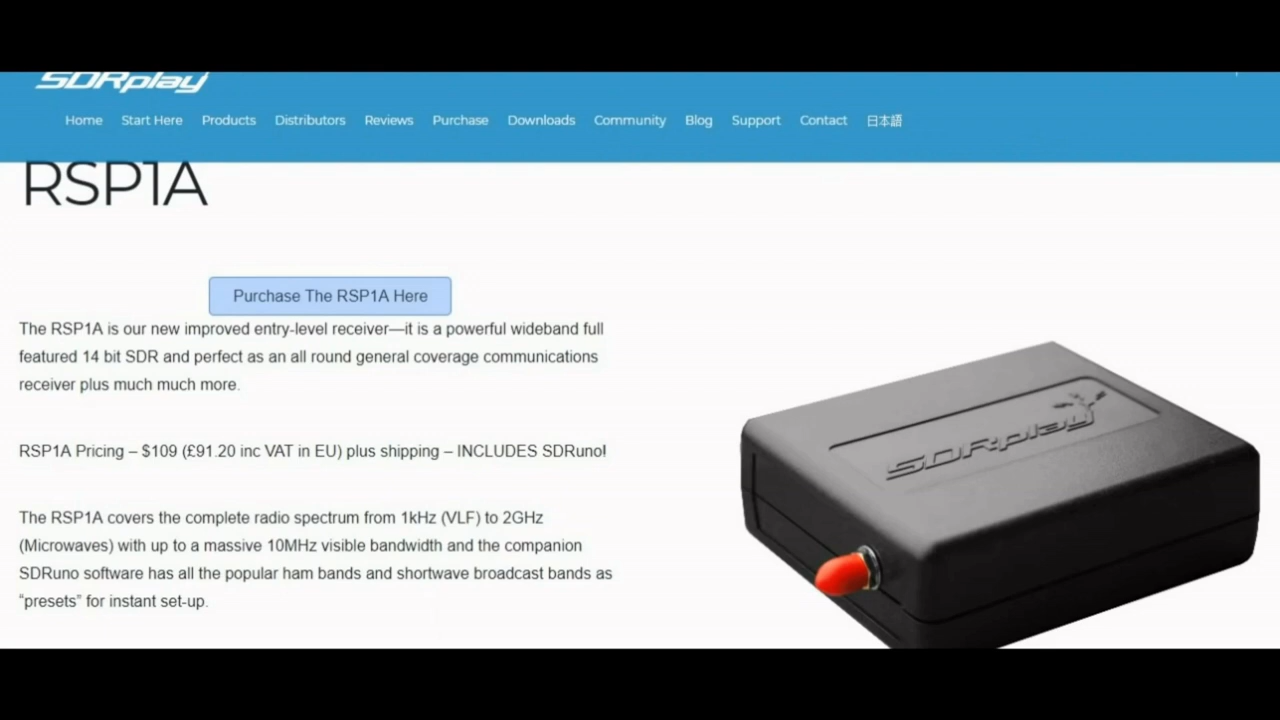 SDRplay
Home Start Here Products Distributors Reviews Purchase Downloads Community Blog Support Contact 日本語
RSP1A
Purchase The RSP1A Here
The RSP1A is our new improved entry-level receiver—it is a powerful wideband full
featured 14 bit SDR and perfect as an all round general coverage communications
receiver plus much much more.
RSP1A Pricing – $109 (£91.20 inc VAT in EU) plus shipping – INCLUDES SDRuno!
The RSP1A covers the complete radio spectrum from 1kHz (VLF) to 2GHz
(Microwaves) with up to a massive 10MHz visible bandwidth and the companion
SDRuno software has all the popular ham bands and shortwave broadcast bands as
“presets” for instant set-up.
SDRplay